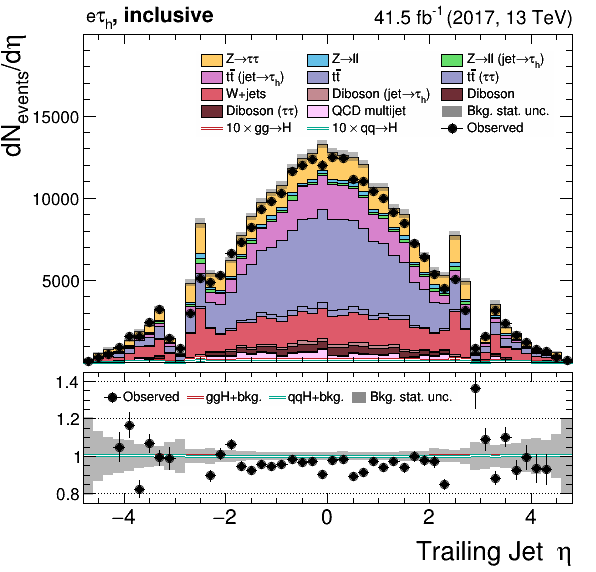 eτh, inclusive 41.5 fb⁻¹ (2017, 13 TeV)
dNevents/dη
Z→ττ Z→ll Z→ll (jet→τh)
tt̄ (jet→τh) tt̄ tt̄ (ττ)
W+jets Diboson (jet→τh) Diboson
Diboson (ττ) QCD multijet Bkg. stat. unc.
10 × gg→H 10 × qq→H Observed
15000
10000
5000
Observed ggH+bkg. qqH+bkg. Bkg. stat. unc.
1.4
1.2
1
0.8
−4 −2 0 2 4
Trailing Jet η